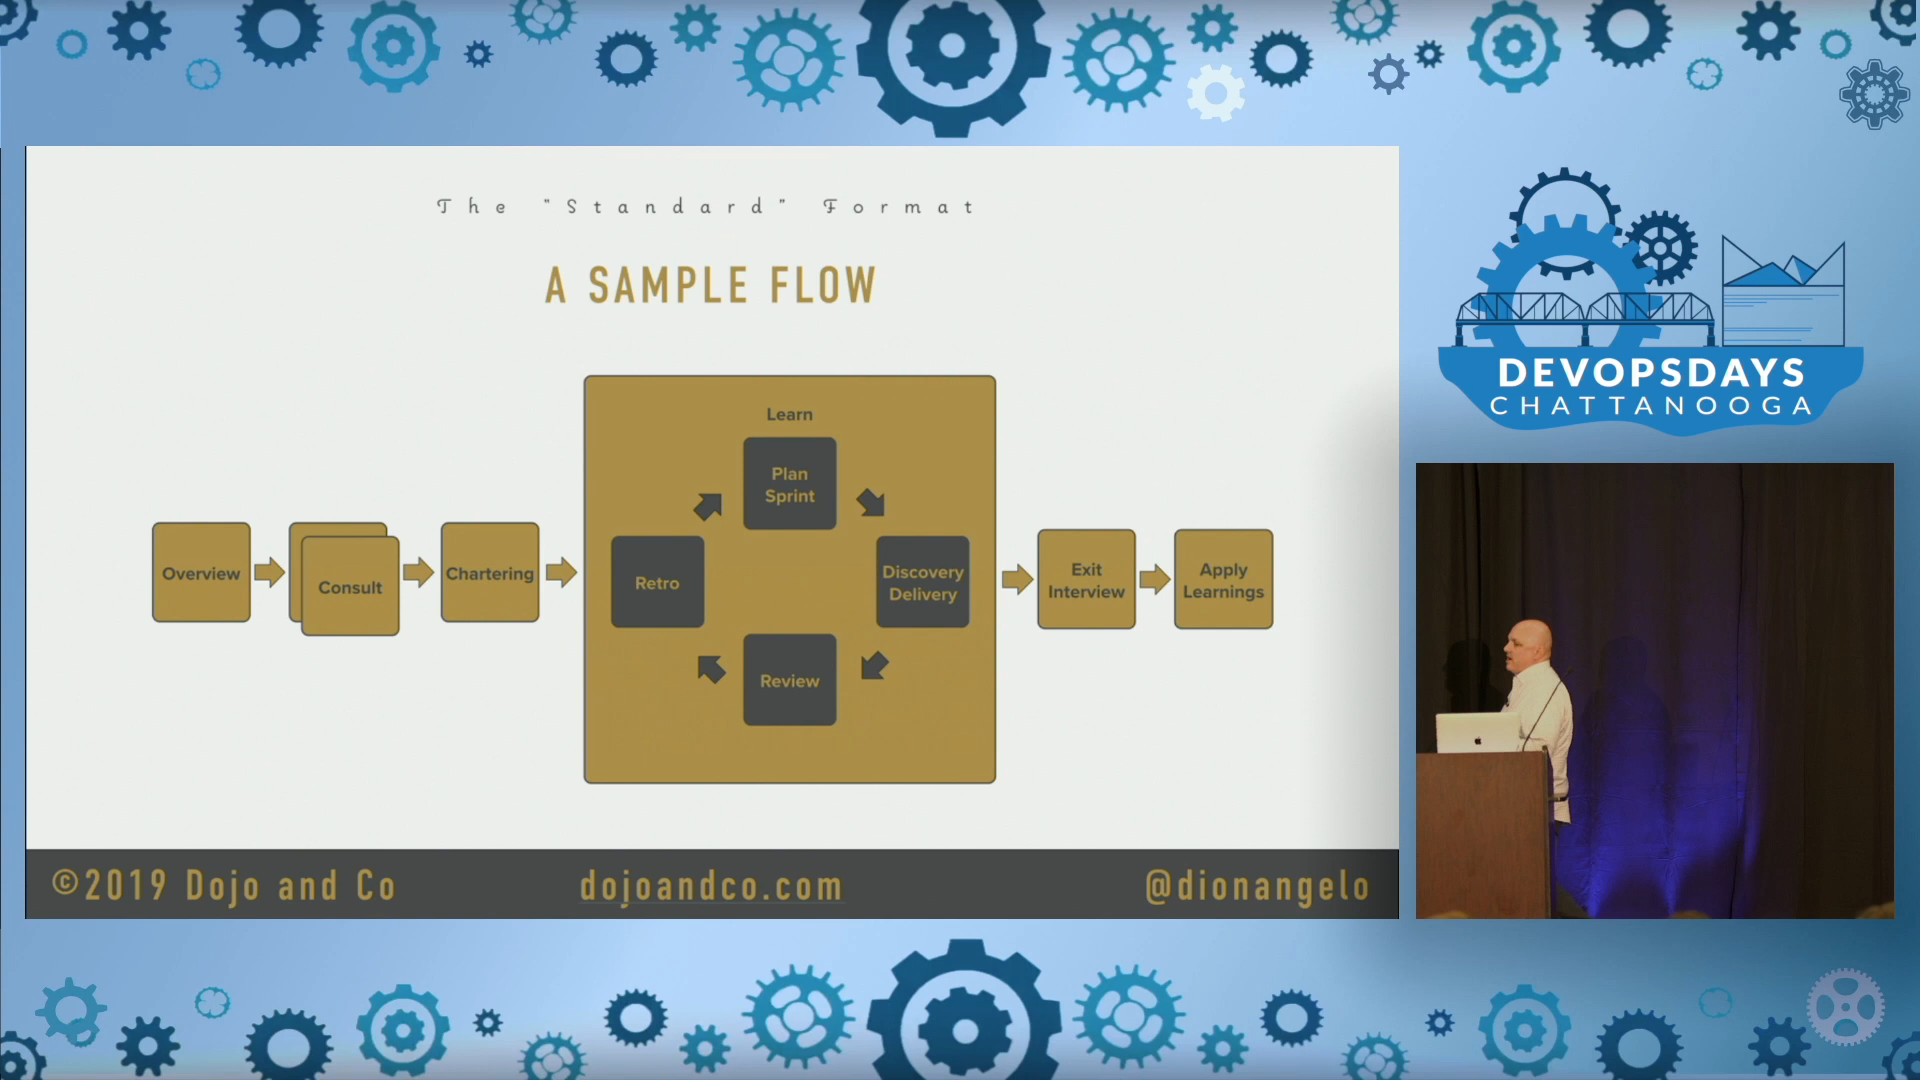 The "Standard" Format
A SAMPLE FLOW
Learn
Plan
Sprint
Discovery
Delivery
Review
Retro
Overview
Consult
Chartering
Exit
Interview
Apply
Learnings
©2019 Dojo and Co
dojoandco.com
@dionangelo
DEVOPSDAYS
CHATTANOOGA